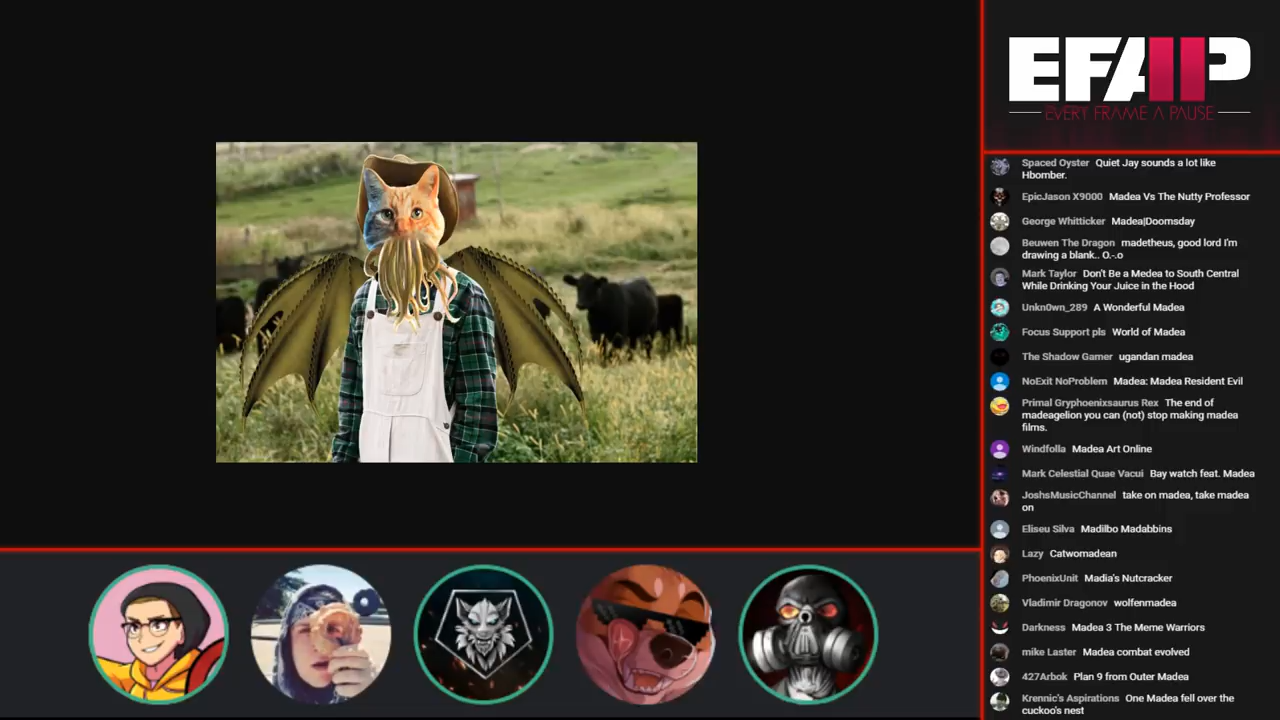 EFAP
EVERY FRAME A PAUSE
Spaced Oyster Quiet Jay sounds a lot like
Hbomber.
EpicJason X9000 Madea Vs The Nutty Professor
George Whitticker Madea|Doomsday
Beuwen The Dragon madetheus, good lord I'm
drawing a blank.. O.-.o
Mark Taylor Don't Be a Medea to South Central
While Drinking Your Juice in the Hood
Unkn0wn_289 A Wonderful Madea
Focus Support pls World of Madea
The Shadow Gamer ugandan madea
NoExit NoProblem Madea: Madea Resident Evil
Primal Gryphoenixsaurus Rex The end of
madeagelion you can (not) stop making madea
films.
Windfolla Madea Art Online
Mark Celestial Quae Vacui Bay watch feat. Madea
JoshsMusicChannel take on madea, take madea
on
Eliseu Silva Madilbo Madabbins
Lazy Catwomadean
PhoenixUnit Madia's Nutcracker
Vladimir Dragonov wolfenmadea
Darkness Madea 3 The Meme Warriors
mike Laster Madea combat evolved
427Arbok Plan 9 from Outer Madea
Krennic's Aspirations One Madea fell over the
cuckoo's nest